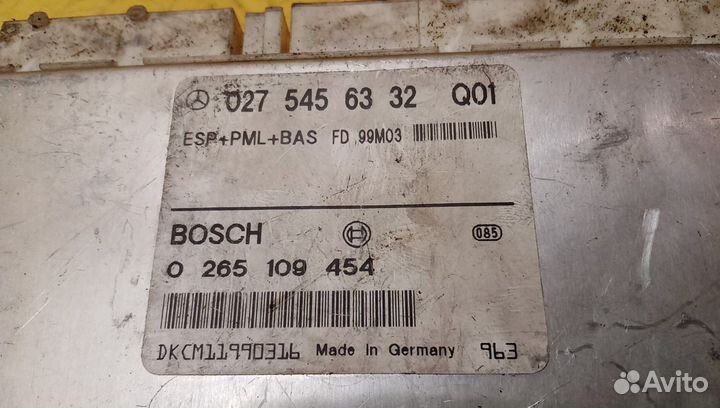 027 545 63 32 Q01
ESP+PML+BAS FD 99M03
BOSCH 085
0 265 109 454
DKCM11990316 Made In Germany 963
Avito